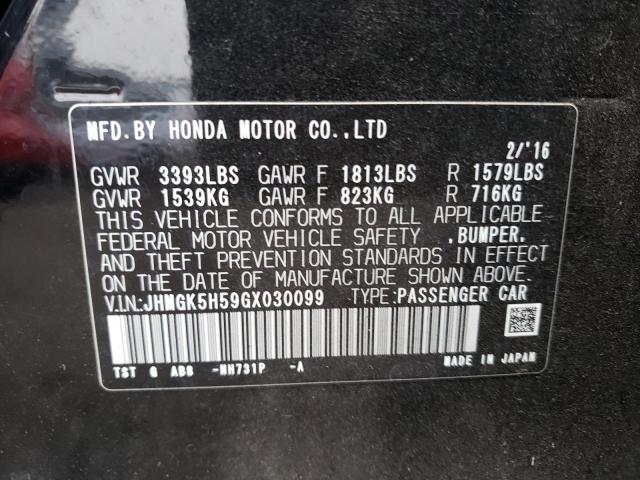 MFD.BY HONDA MOTOR CO.,LTD
2/'16
GVWR 3393LBS GAWR F 1813LBS R 1579LBS
GVWR 1539KG GAWR F 823KG R 716KG
THIS VEHICLE CONFORMS TO ALL APPLICABLE
FEDERAL MOTOR VEHICLE SAFETY ,BUMPER,
AND THEFT PREVENTION STANDARDS IN EFFECT
ON THE DATE OF MANUFACTURE SHOWN ABOVE.
V.I.N:JHMGK5H59GX030099 TYPE:PASSENGER CAR
TST G AB8 -NH731P -A MADE IN JAPAN